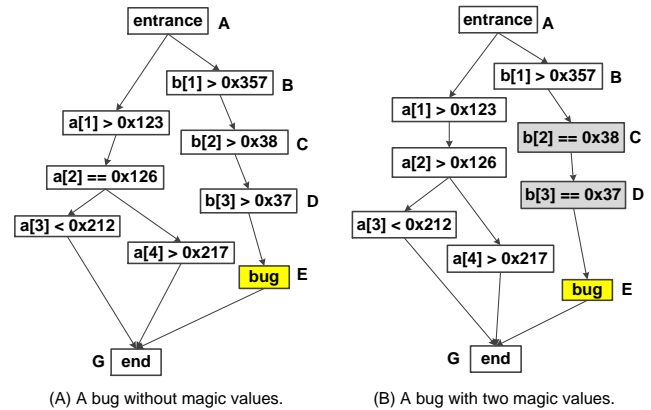 entrance A
b[1] > 0x357 B
a[1] > 0x123
b[2] > 0x38 C
a[2] == 0x126
b[3] > 0x37 D
a[3] < 0x212
a[4] > 0x217
bug E
G end
(A) A bug without magic values.
entrance A
b[1] > 0x357 B
a[1] > 0x123
b[2] == 0x38 C
a[2] > 0x126
b[3] == 0x37 D
a[3] < 0x212
a[4] > 0x217
bug E
G end
(B) A bug with two magic values.